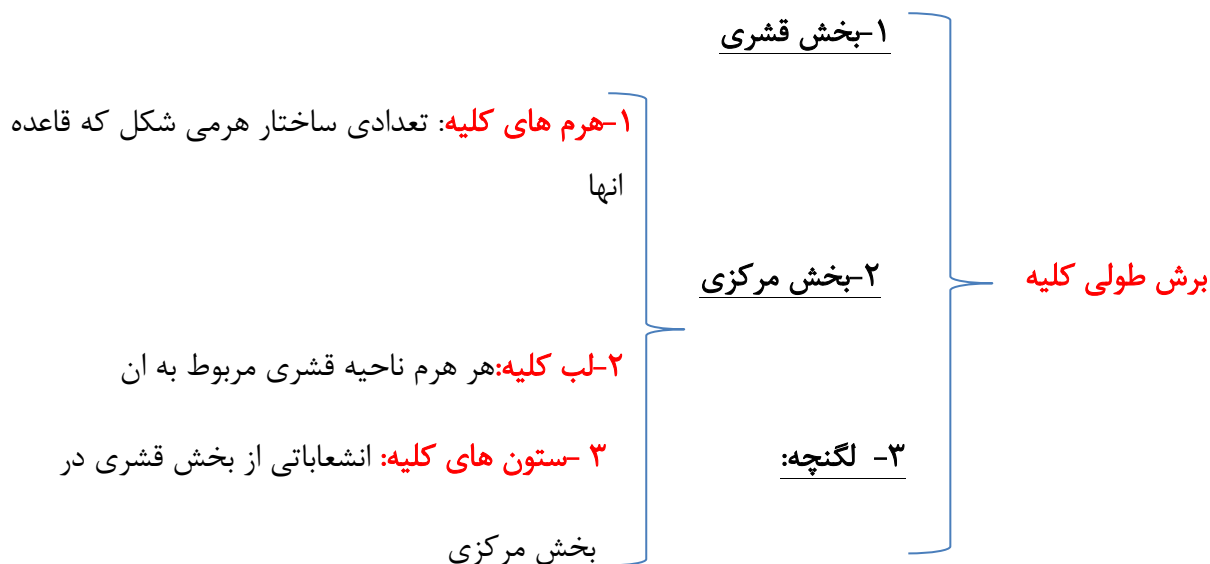 برش طولی کلیه
۱-بخش قشری
۲-بخش مرکزی
۳- لگنچه:
۱-هرم های کلیه: تعدادی ساختار هرمی شکل که قاعده
انها
۲-لب کلیه:هر هرم ناحیه قشری مربوط به ان
۳ -ستون های کلیه: انشعاباتی از بخش قشری در
بخش مرکزی